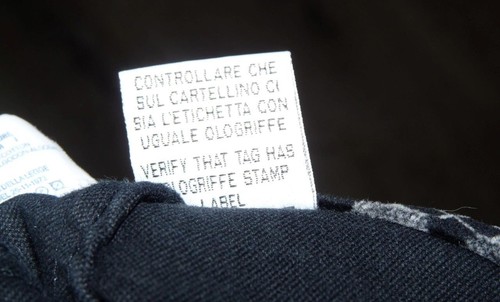 CONTROLLARE CHE
SUL CARTELLINO CI
SIA L'ETICHETTA CON
UGUALE OLOGRIFFE
VERIFY THAT TAG HAS
OLOGRIFFE STAMP
LABEL